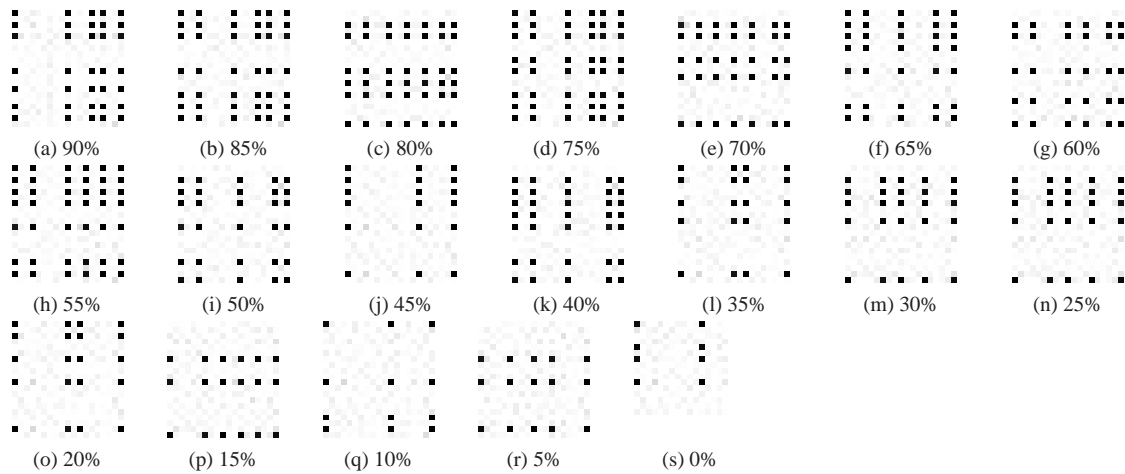 (a) 90% (b) 85% (c) 80% (d) 75% (e) 70% (f) 65% (g) 60%
(h) 55% (i) 50% (j) 45% (k) 40% (l) 35% (m) 30% (n) 25%
(o) 20% (p) 15% (q) 10% (r) 5% (s) 0%